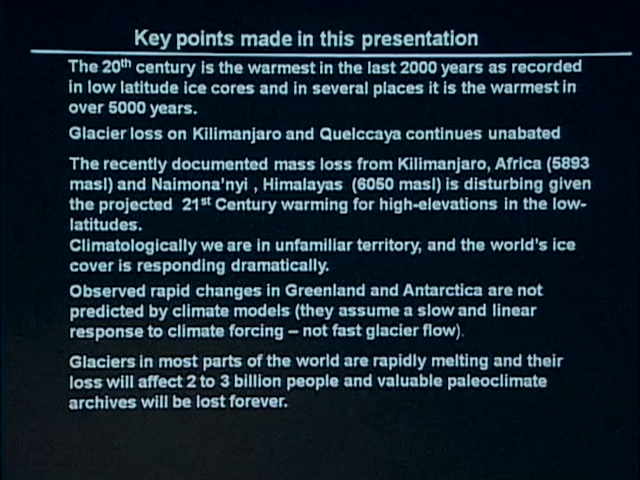 Key points made in this presentation
The 20th century is the warmest in the last 2000 years as recorded
in low latitude ice cores and in several places it is the warmest in
over 5000 years.
Glacier loss on Kilimanjaro and Quelccaya continues unabated
The recently documented mass loss from Kilimanjaro, Africa (5893
masl) and Naimona'nyi , Himalayas (6050 masl) is disturbing given
the projected 21st Century warming for high-elevations in the low-
latitudes.
Climatologically we are in unfamiliar territory, and the world's ice
cover is responding dramatically.
Observed rapid changes in Greenland and Antarctica are not
predicted by climate models (they assume a slow and linear
response to climate forcing – not fast glacier flow).
Glaciers in most parts of the world are rapidly melting and their
loss will affect 2 to 3 billion people and valuable paleoclimate
archives will be lost forever.